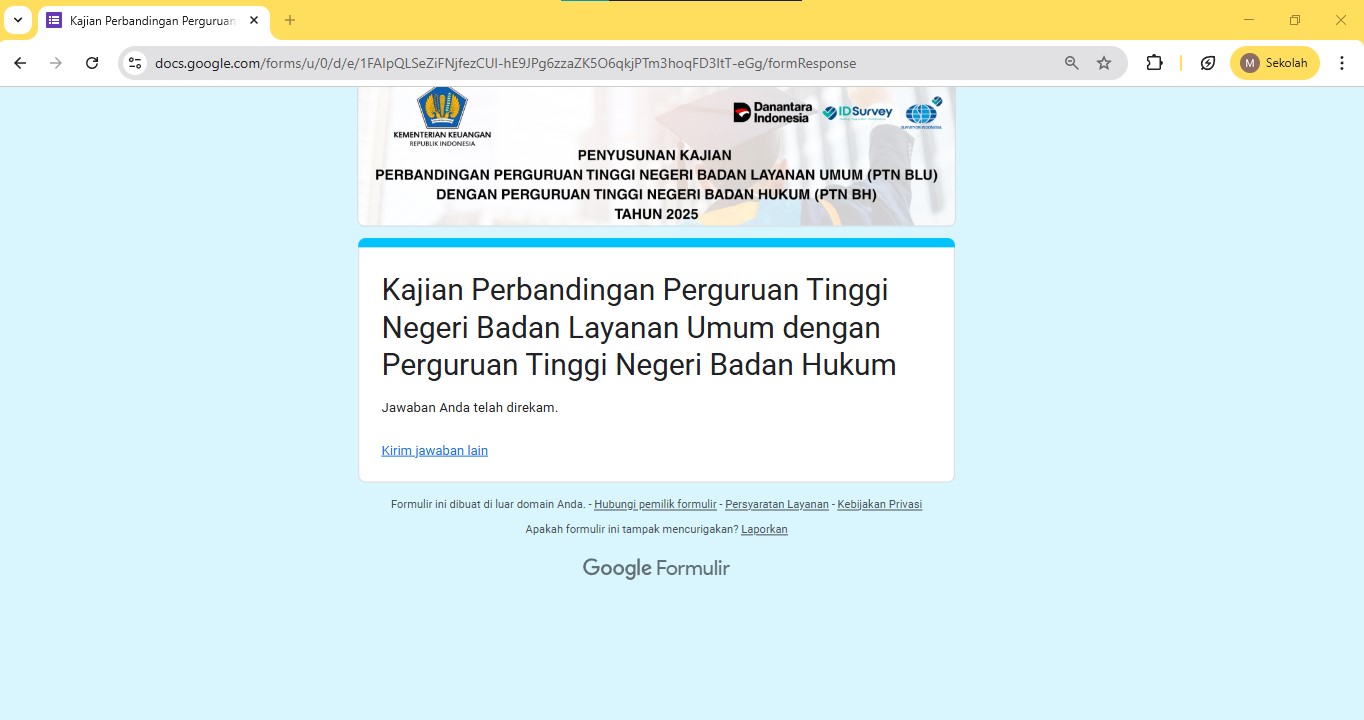 Kajian Perbandingan Perguruan
docs.google.com/forms/u/0/d/e/1FAIpQLSeZiFNjfezCUI-hE9JPg6zzaZK5O6qkjPTm3hoqFD3ItT-eGg/formResponse
M Sekolah
KEMENTERIAN KEUANGAN
REPUBLIK INDONESIA
Danantara
Indonesia
IDSurvey
SURVEYOR INDONESIA
PENYUSUNAN KAJIAN
PERBANDINGAN PERGURUAN TINGGI NEGERI BADAN LAYANAN UMUM (PTN BLU)
DENGAN PERGURUAN TINGGI NEGERI BADAN HUKUM (PTN BH)
TAHUN 2025
Kajian Perbandingan Perguruan Tinggi
Negeri Badan Layanan Umum dengan
Perguruan Tinggi Negeri Badan Hukum
Jawaban Anda telah direkam.
Kirim jawaban lain
Formulir ini dibuat di luar domain Anda. - Hubungi pemilik formulir - Persyaratan Layanan - Kebijakan Privasi
Apakah formulir ini tampak mencurigakan? Laporkan
Google Formulir